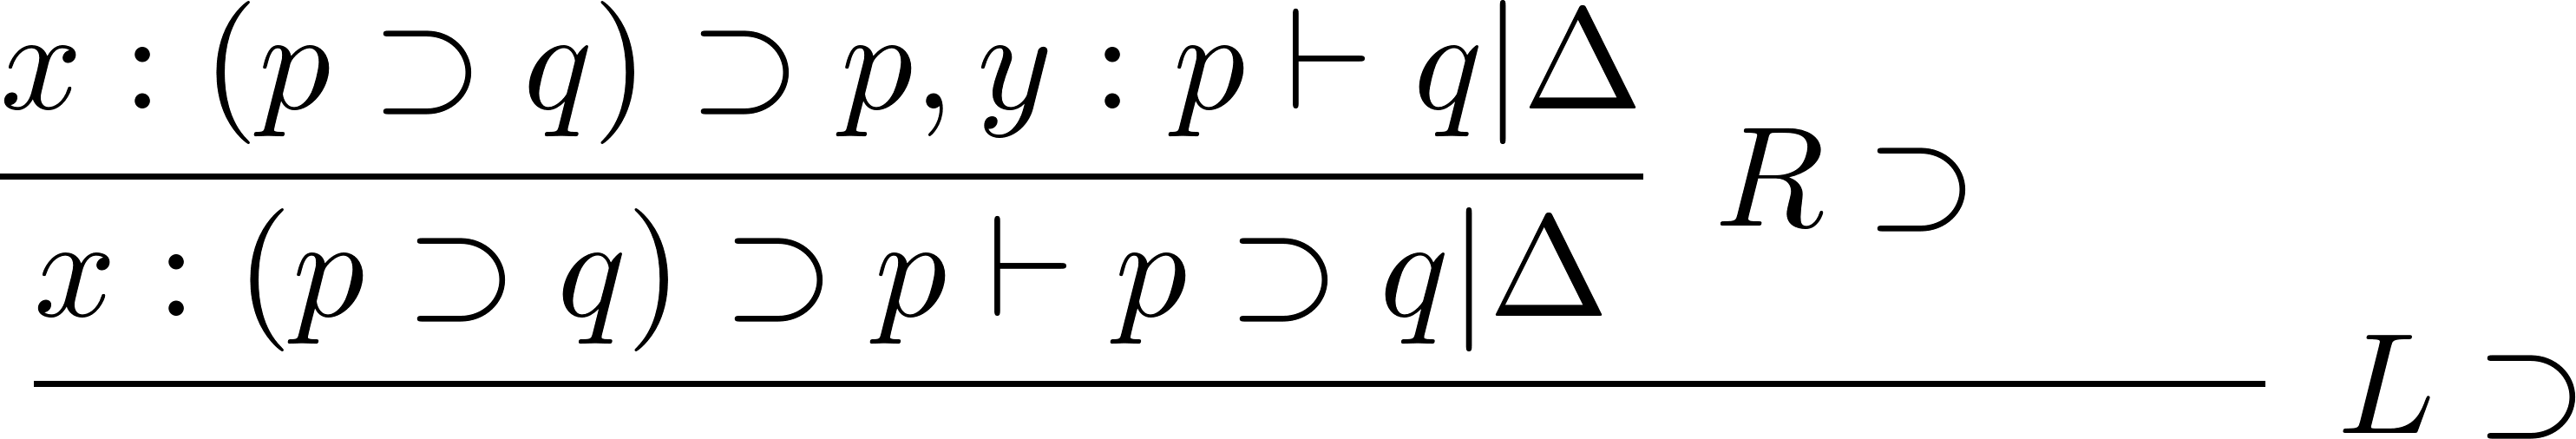 x : (p ⊃ q) ⊃ p, y : p ⊢ q|Δ
R ⊃
x : (p ⊃ q) ⊃ p ⊢ p ⊃ q|Δ
L ⊃